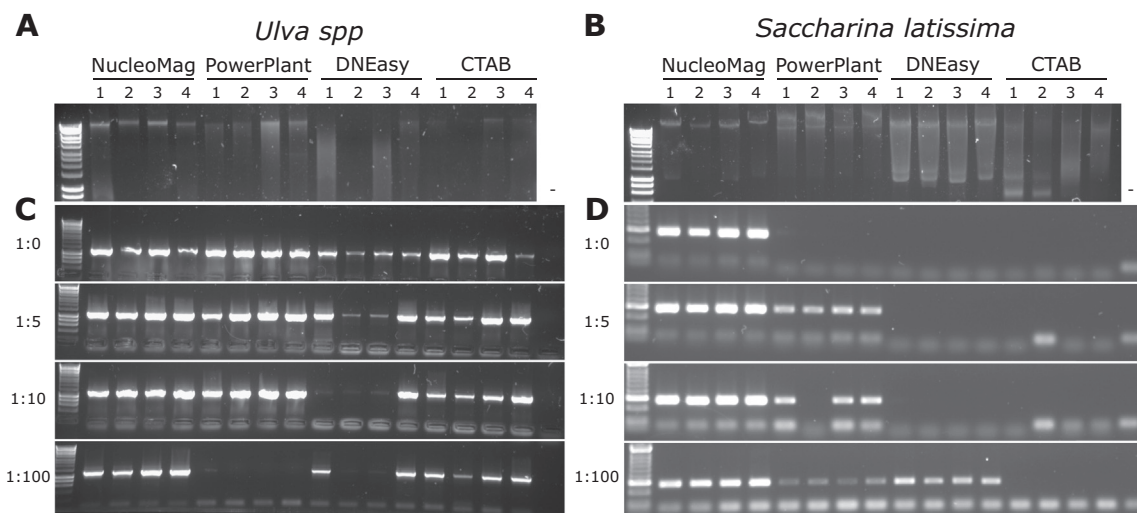 A
Ulva spp
NucleoMag PowerPlant DNEasy CTAB
1 2 3 4 1 2 3 4 1 2 3 4 1 2 3 4
-
B
Saccharina latissima
NucleoMag PowerPlant DNEasy CTAB
1 2 3 4 1 2 3 4 1 2 3 4 1 2 3 4
-
C
1:0
1:5
1:10
1:100
D
1:0
1:5
1:10
1:100